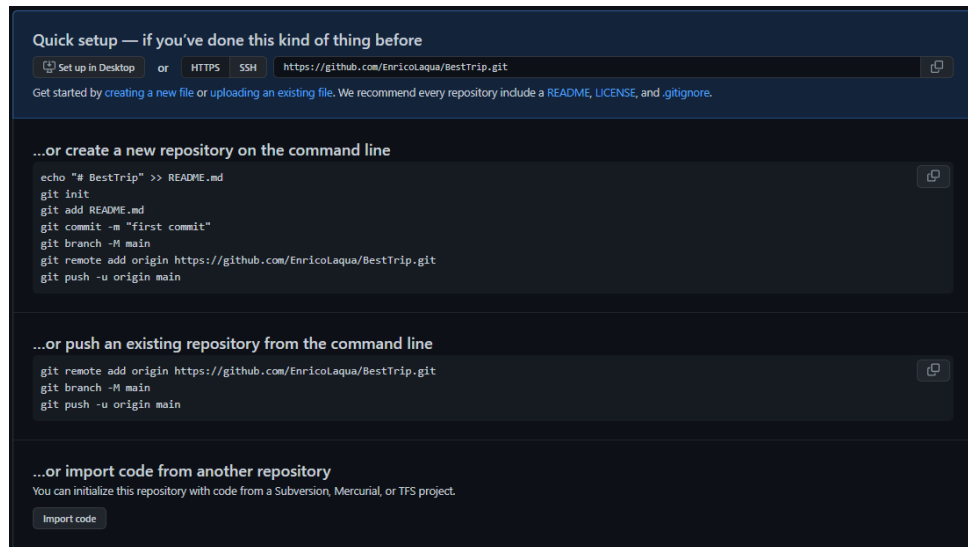 Quick setup — if you've done this kind of thing before
Set up in Desktop or HTTPS SSH https://github.com/EnricoLaqua/BestTrip.git
Get started by creating a new file or uploading an existing file. We recommend every repository include a README, LICENSE, and .gitignore.
...or create a new repository on the command line
echo "# BestTrip" >> README.md
git init
git add README.md
git commit -m "first commit"
git branch -M main
git remote add origin https://github.com/EnricoLaqua/BestTrip.git
git push -u origin main
...or push an existing repository from the command line
git remote add origin https://github.com/EnricoLaqua/BestTrip.git
git branch -M main
git push -u origin main
...or import code from another repository
You can initialize this repository with code from a Subversion, Mercurial, or TFS project.
Import code